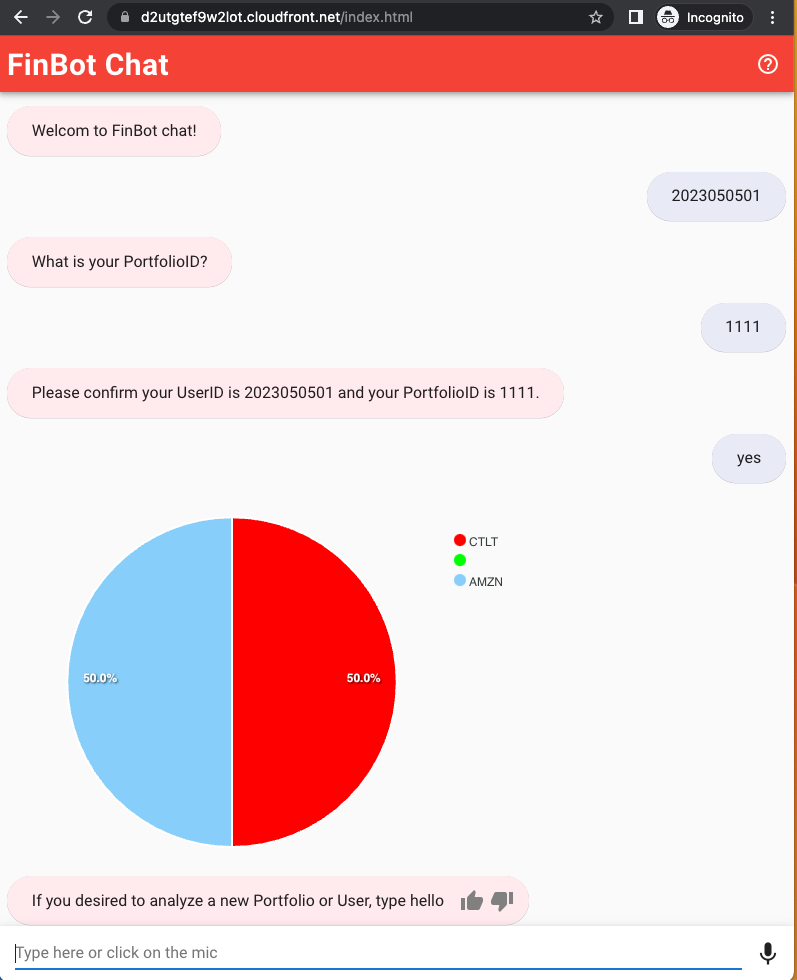 d2utgtef9w2lot.cloudfront.net/index.html
Incognito
FinBot Chat
Welcom to FinBot chat!
2023050501
What is your PortfolioID?
1111
Please confirm your UserID is 2023050501 and your PortfolioID is 1111.
yes
CTLT
AMZN
50.0%
50.0%
If you desired to analyze a new Portfolio or User, type hello
Type here or click on the mic